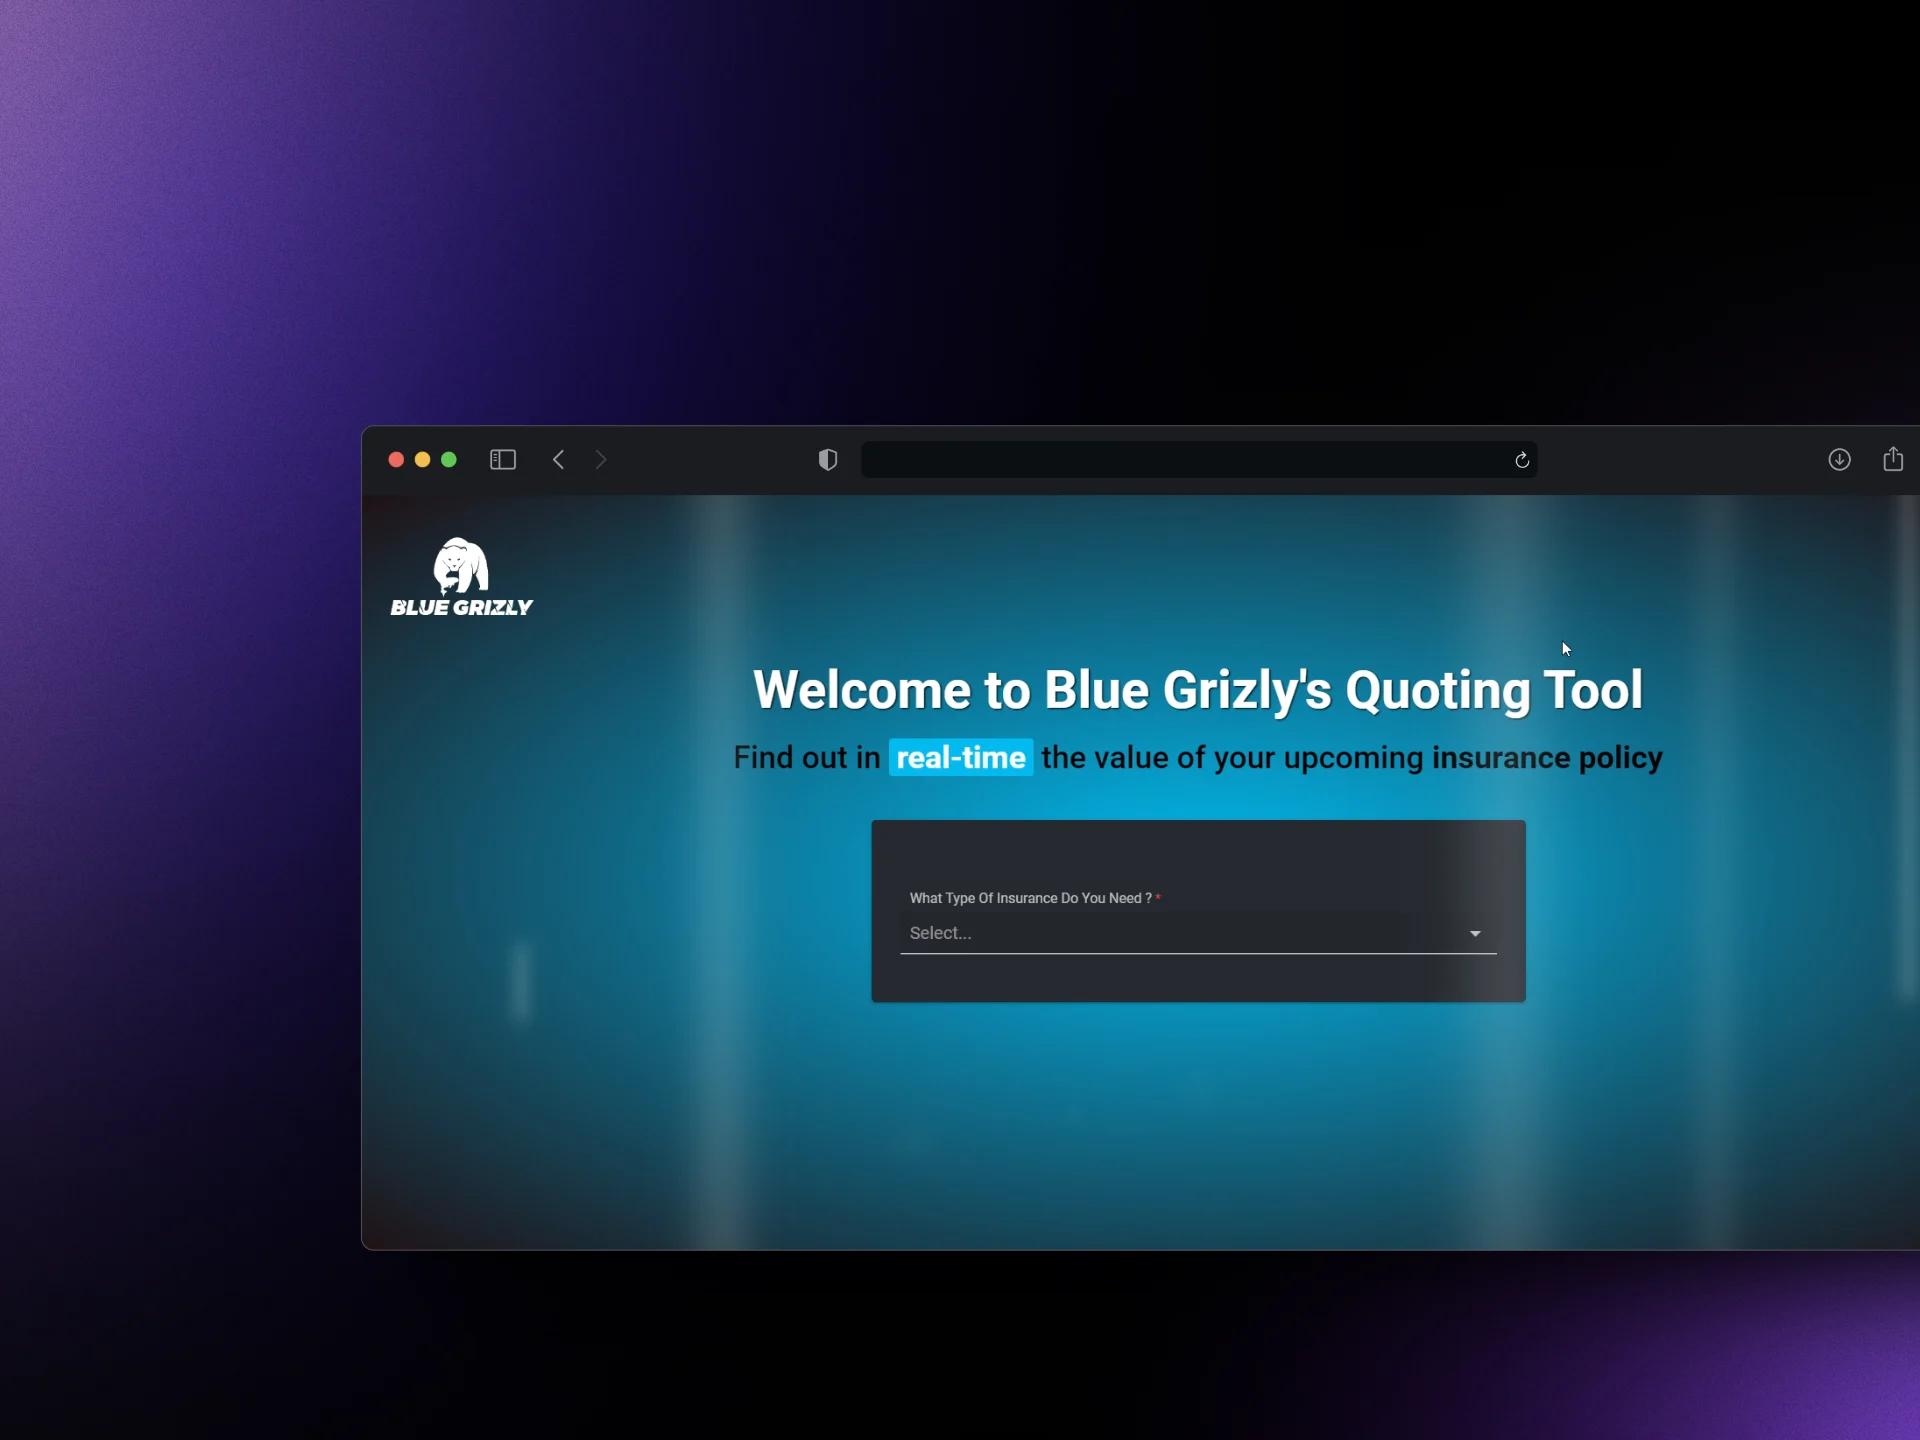 BLUE GRIZLY
Welcome to Blue Grizly's Quoting Tool
Find out in real-time the value of your upcoming insurance policy
What Type Of Insurance Do You Need ? *
Select...